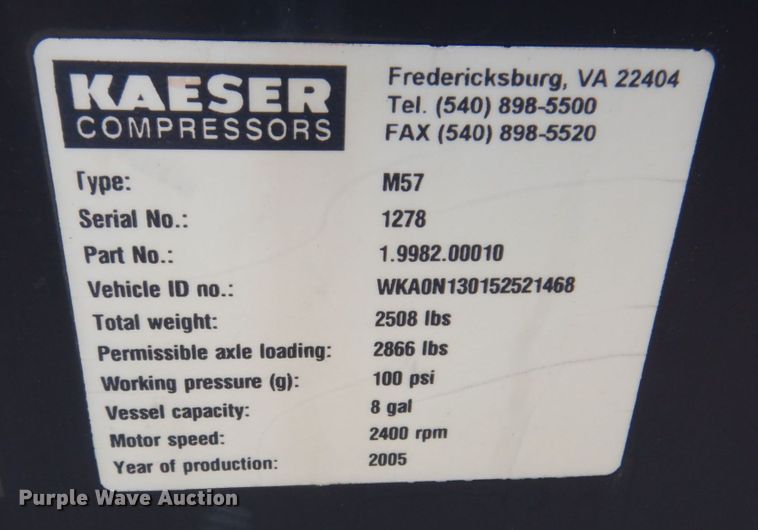 KAESER
COMPRESSORS
Fredericksburg, VA 22404
Tel. (540) 898-5500
FAX (540) 898-5520
Type: M57
Serial No.: 1278
Part No.: 1.9982.00010
Vehicle ID no.: WKA0N130152521468
Total weight: 2508 lbs
Permissible axle loading: 2866 lbs
Working pressure (g): 100 psi
Vessel capacity: 8 gal
Motor speed: 2400 rpm
Year of production: 2005
Purple Wave Auction